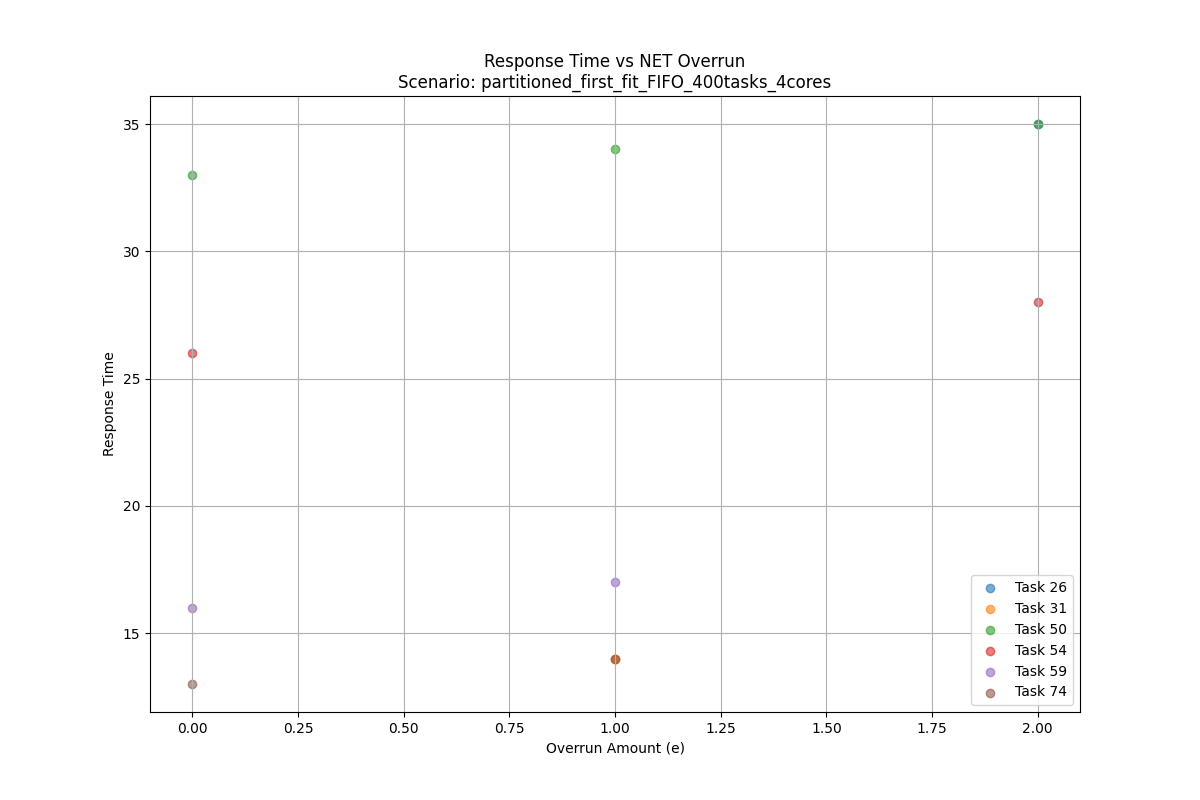 Response Time vs NET Overrun
Scenario: partitioned_first_fit_FIFO_400tasks_4cores
35
30
25
20
15
Response Time
0.00 0.25 0.50 0.75 1.00 1.25 1.50 1.75 2.00
Overrun Amount (e)
Task 26
Task 31
Task 50
Task 54
Task 59
Task 74